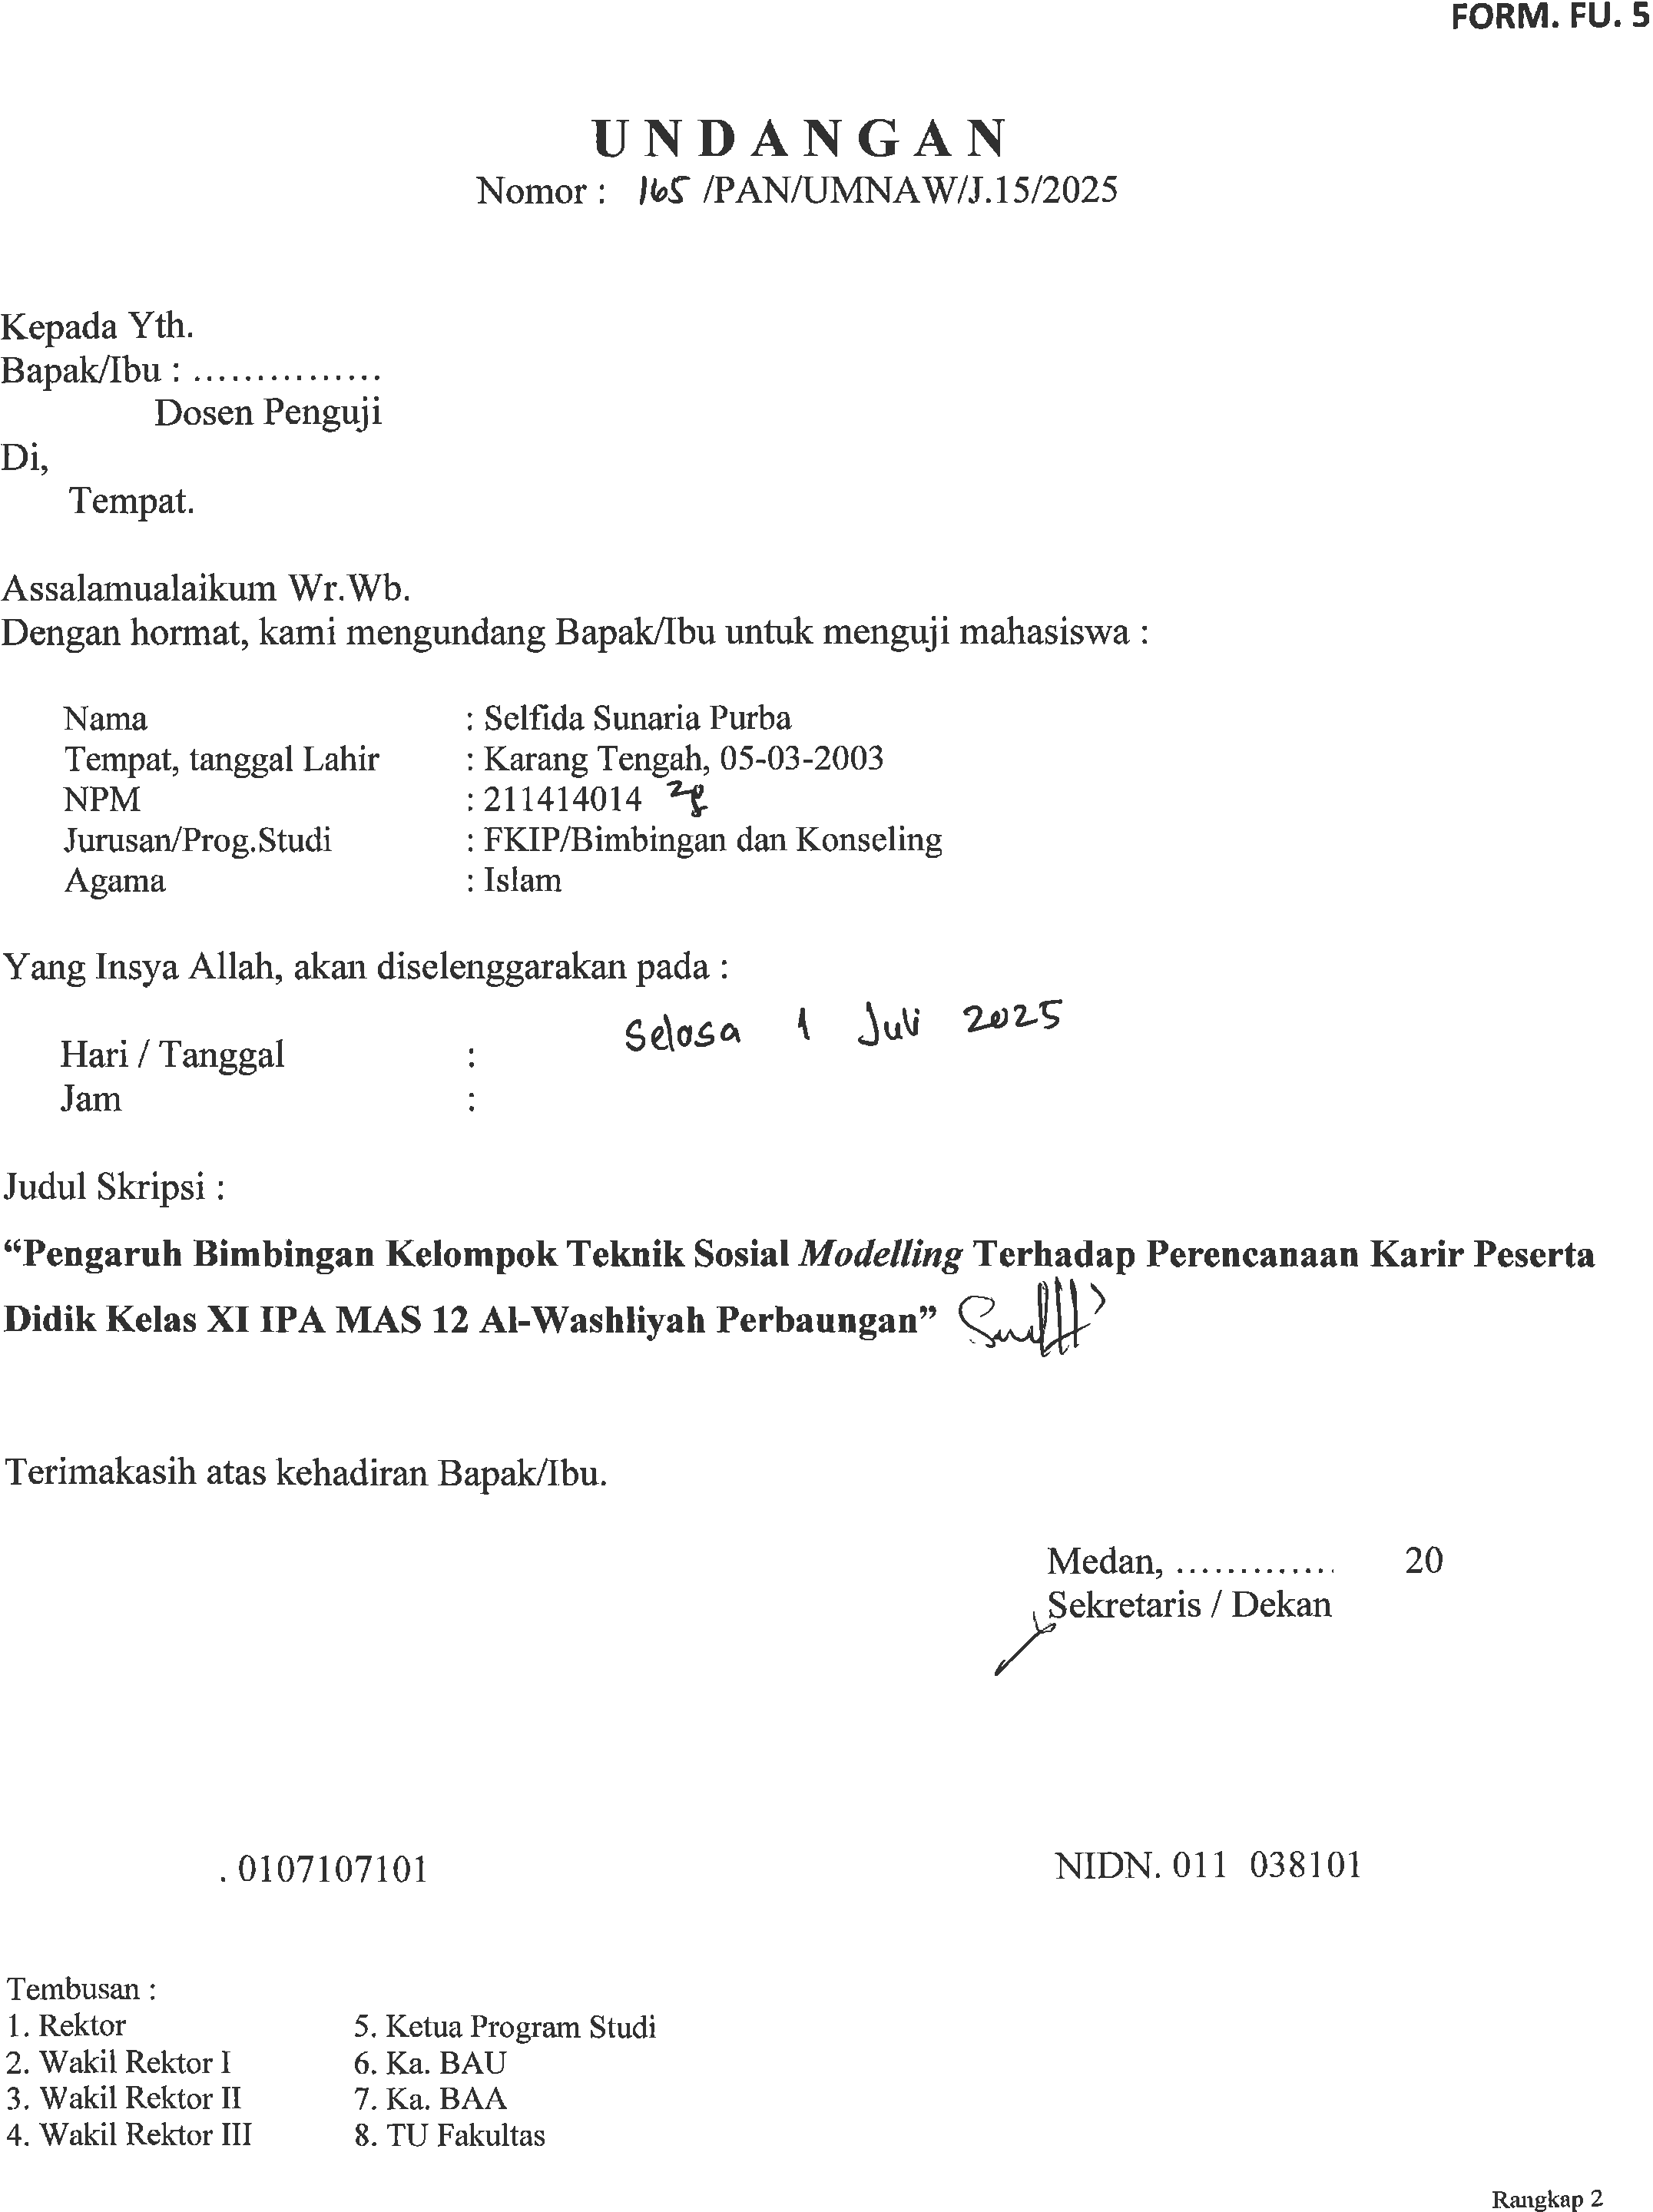 FORM. FU. 5
U N D A N G A N
Nomor : 165 /PAN/UMNAW/J.15/2025
Kepada Yth.
Bapak/Ibu : ...............
Dosen Penguji
Di,
Tempat.
Assalamualaikum Wr.Wb.
Dengan hormat, kami mengundang Bapak/Ibu untuk menguji mahasiswa :
Nama : Selfida Sunaria Purba
Tempat, tanggal Lahir : Karang Tengah, 05-03-2003
NPM : 211414014
Jurusan/Prog.Studi : FKIP/Bimbingan dan Konseling
Agama : Islam
Yang Insya Allah, akan diselenggarakan pada :
Hari / Tanggal : Selasa 1 Juli 2025
Jam :
Judul Skripsi :
“Pengaruh Bimbingan Kelompok Teknik Sosial Modelling Terhadap Perencanaan Karir Peserta
Didik Kelas XI IPA MAS 12 Al-Washliyah Perbaungan”
Terimakasih atas kehadiran Bapak/Ibu.
Medan, ............. 20
Sekretaris / Dekan
. 0107107101 NIDN. 011 038101
Tembusan :
1. Rektor 5. Ketua Program Studi
2. Wakil Rektor I 6. Ka. BAU
3. Wakil Rektor II 7. Ka. BAA
4. Wakil Rektor III 8. TU Fakultas
Rangkap 2